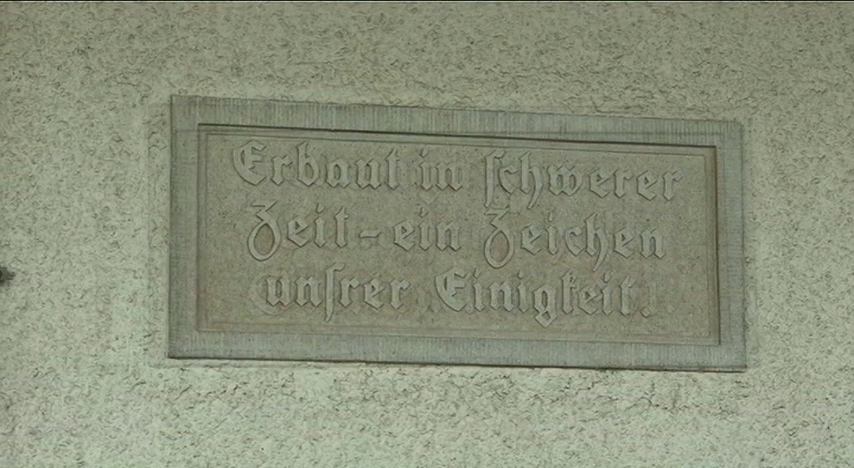 Erbaut in ſchwerer
Zeit - ein Zeichen
unſrer Einigkeit.